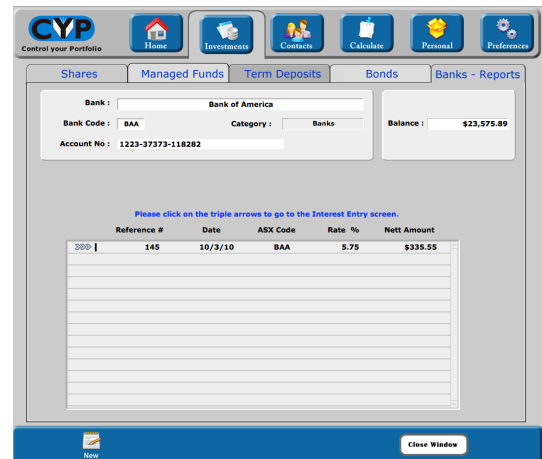 CYP
Control your Portfolio
Home
Investments
Contacts
Calculate
Personal
Preferences
Shares
Managed Funds
Term Deposits
Bonds
Banks - Reports
Bank : Bank of America
Bank Code : BAA Category : Banks Balance : $23,575.89
Account No : 1223-37373-118282
Please click on the triple arrows to go to the Interest Entry screen.
Reference # Date ASX Code Rate % Nett Amount
145 10/3/10 BAA 5.75 $335.55
New
Close Window